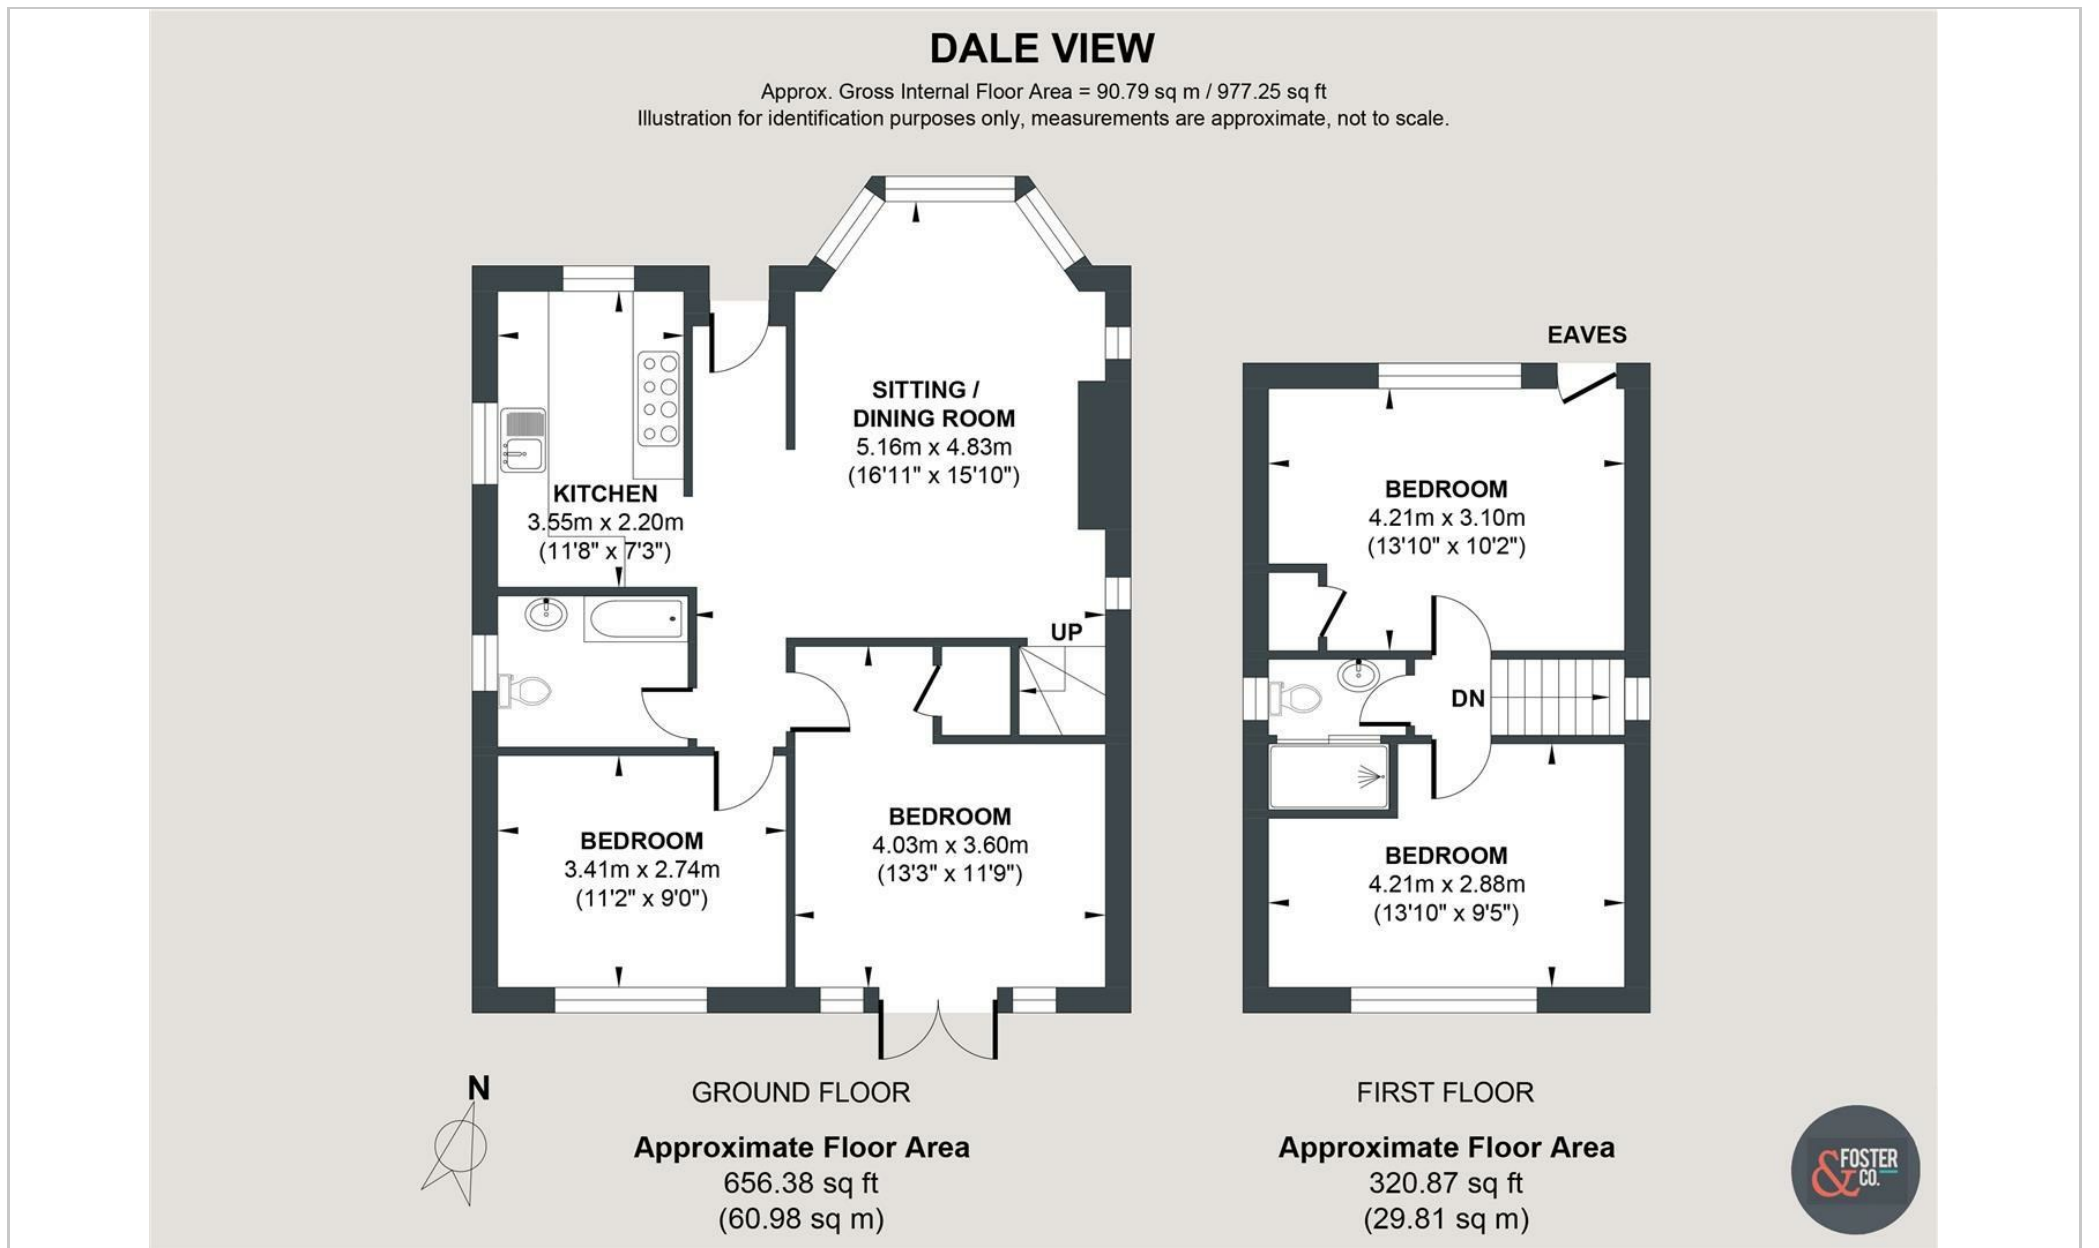 DALE VIEW
Approx. Gross Internal Floor Area = 90.79 sq m / 977.25 sq ft
Illustration for identification purposes only, measurements are approximate, not to scale.
SITTING /
DINING ROOM
5.16m x 4.83m
(16'11" x 15'10")
KITCHEN
3.55m x 2.20m
(11'8" x 7'3")
UP
BEDROOM
3.41m x 2.74m
(11'2" x 9'0")
BEDROOM
4.03m x 3.60m
(13'3" x 11'9")
EAVES
BEDROOM
4.21m x 3.10m
(13'10" x 10'2")
DN
BEDROOM
4.21m x 2.88m
(13'10" x 9'5")
N
GROUND FLOOR
Approximate Floor Area
656.38 sq ft
(60.98 sq m)
FIRST FLOOR
Approximate Floor Area
320.87 sq ft
(29.81 sq m)
& FOSTER
CO.